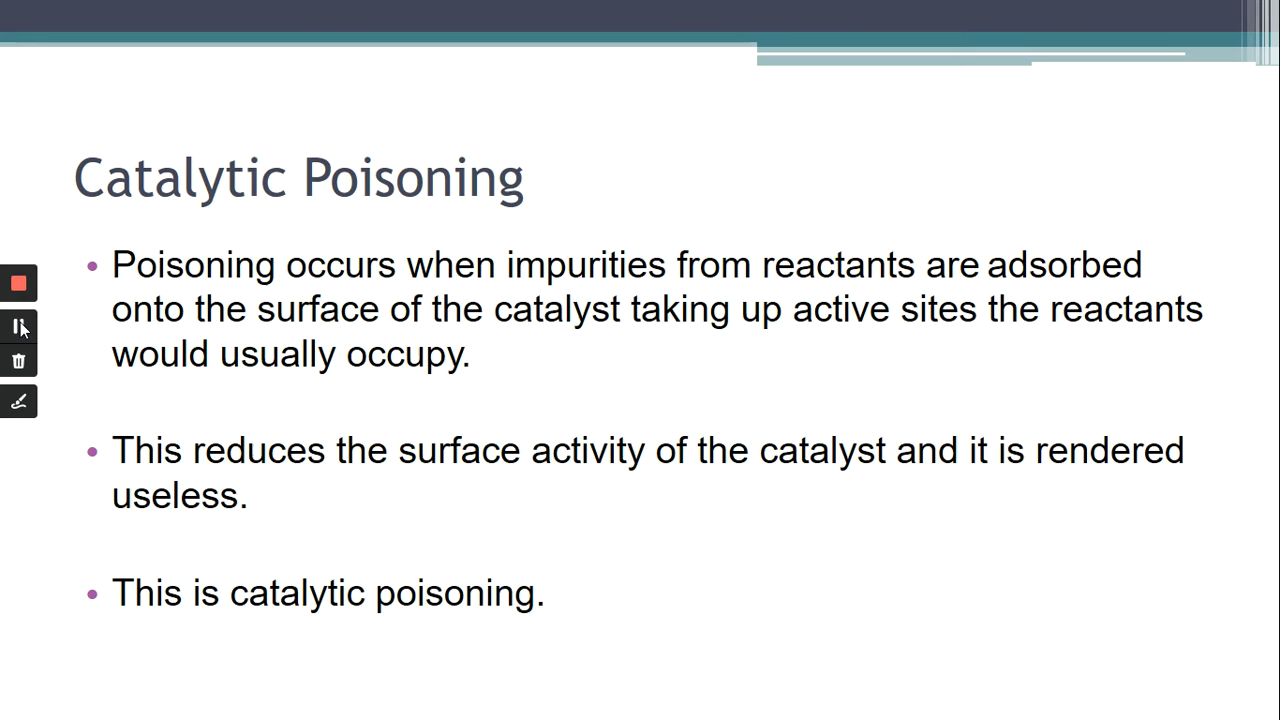 Catalytic Poisoning
• Poisoning occurs when impurities from reactants are adsorbed
onto the surface of the catalyst taking up active sites the reactants
would usually occupy.
• This reduces the surface activity of the catalyst and it is rendered
useless.
• This is catalytic poisoning.